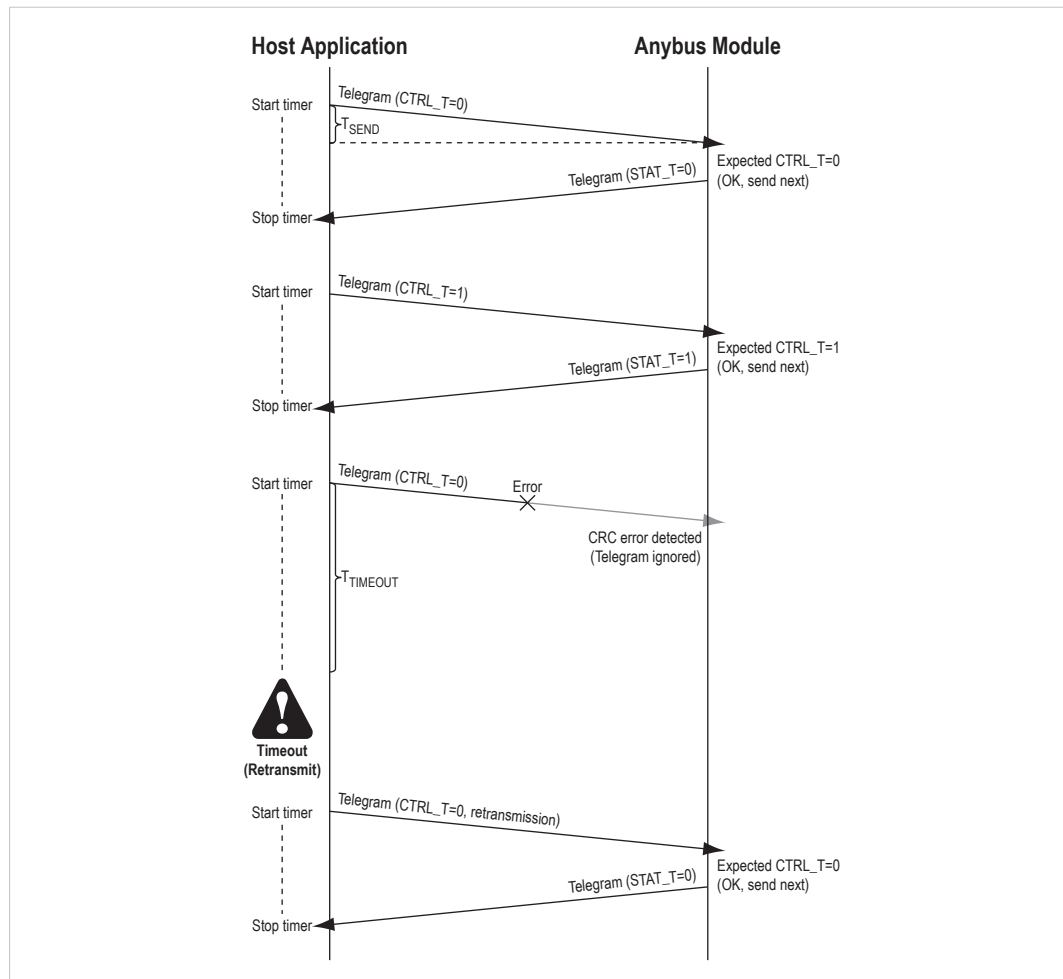 Host Application
Anybus Module
Start timer
Telegram (CTRL_T=0)
TSEND
Expected CTRL_T=0
(OK, send next)
Telegram (STAT_T=0)
Stop timer
Start timer
Telegram (CTRL_T=1)
Expected CTRL_T=1
(OK, send next)
Telegram (STAT_T=1)
Stop timer
Start timer
Telegram (CTRL_T=0)
Error
CRC error detected
(Telegram ignored)
TTIMEOUT
!
Timeout
(Retransmit)
Start timer
Telegram (CTRL_T=0, retransmission)
Expected CTRL_T=0
(OK, send next)
Telegram (STAT_T=0)
Stop timer